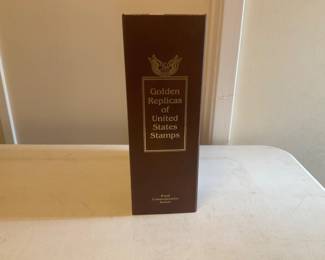 Golden
Replicas
of
United
States
Stamps